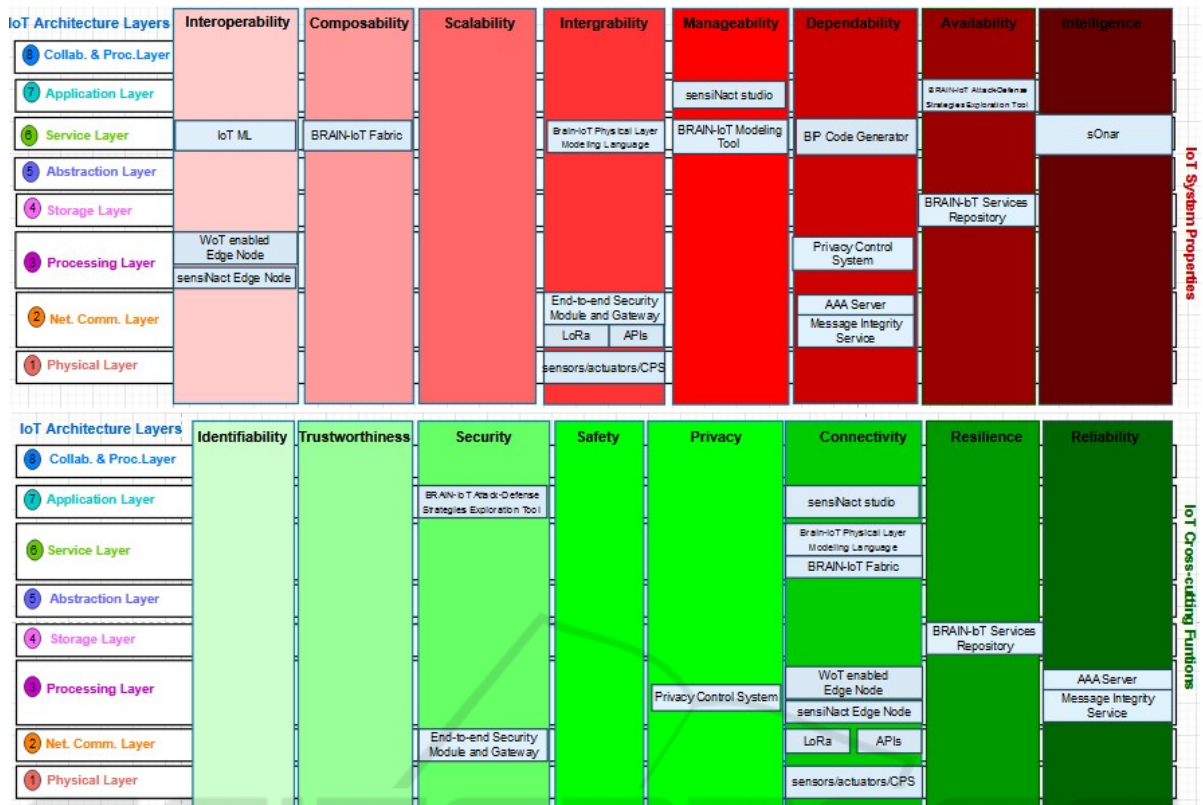 IoT Architecture Layers Interoperability Composability Scalability Intergrability Manageability Dependability Availability Intelligence
8 Collab. & Proc.Layer
7 Application Layer sensiNact studio BRAIN-IoT Attack-Defense
Strategies Exploration Tool
6 Service Layer IoT ML BRAIN-IoT Fabric Brain-IoT Physical Layer
Modeling Language BRAIN-IoT Modeling
Tool BIP Code Generator sOnar
5 Abstraction Layer
4 Storage Layer BRAIN-bT Services
Repository
3 Processing Layer WoT enabled
Edge Node
sensiNact Edge Node Privacy Control
System
2 Net. Comm. Layer End-to-end Security
Module and Gateway
LoRa APIs AAA Server
Message Integrity
Service
1 Physical Layer sensors/actuators/CPS
IoT System Properties
IoT Architecture Layers Identifiability Trustworthiness Security Safety Privacy Connectivity Resilience Reliability
8 Collab. & Proc.Layer
7 Application Layer BRAIN-IoT Attack-Defense
Strategies Exploration Tool sensiNact studio
6 Service Layer Brain-IoT Physical Layer
Modeling Language
BRAIN-IoT Fabric
5 Abstraction Layer
4 Storage Layer BRAIN-bT Services
Repository
3 Processing Layer Privacy Control System WoT enabled
Edge Node
sensiNact Edge Node AAA Server
Message Integrity
Service
2 Net. Comm. Layer End-to-end Security
Module and Gateway LoRa APIs
1 Physical Layer sensors/actuators/CPS
IoT Cross-cutting Funtions